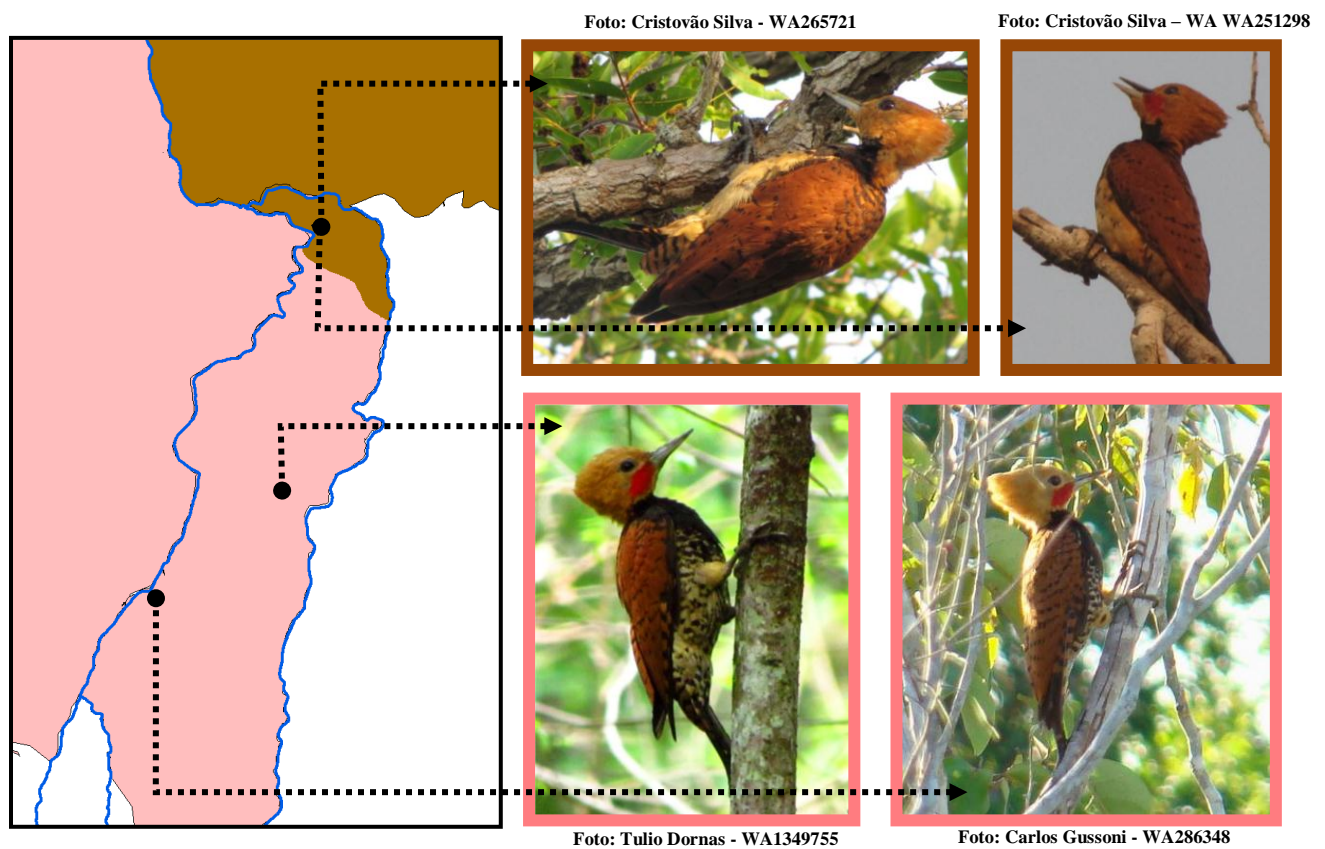 Foto: Cristovão Silva - WA265721
Foto: Cristovão Silva – WA WA251298
Foto: Tulio Dornas - WA1349755
Foto: Carlos Gussoni - WA286348